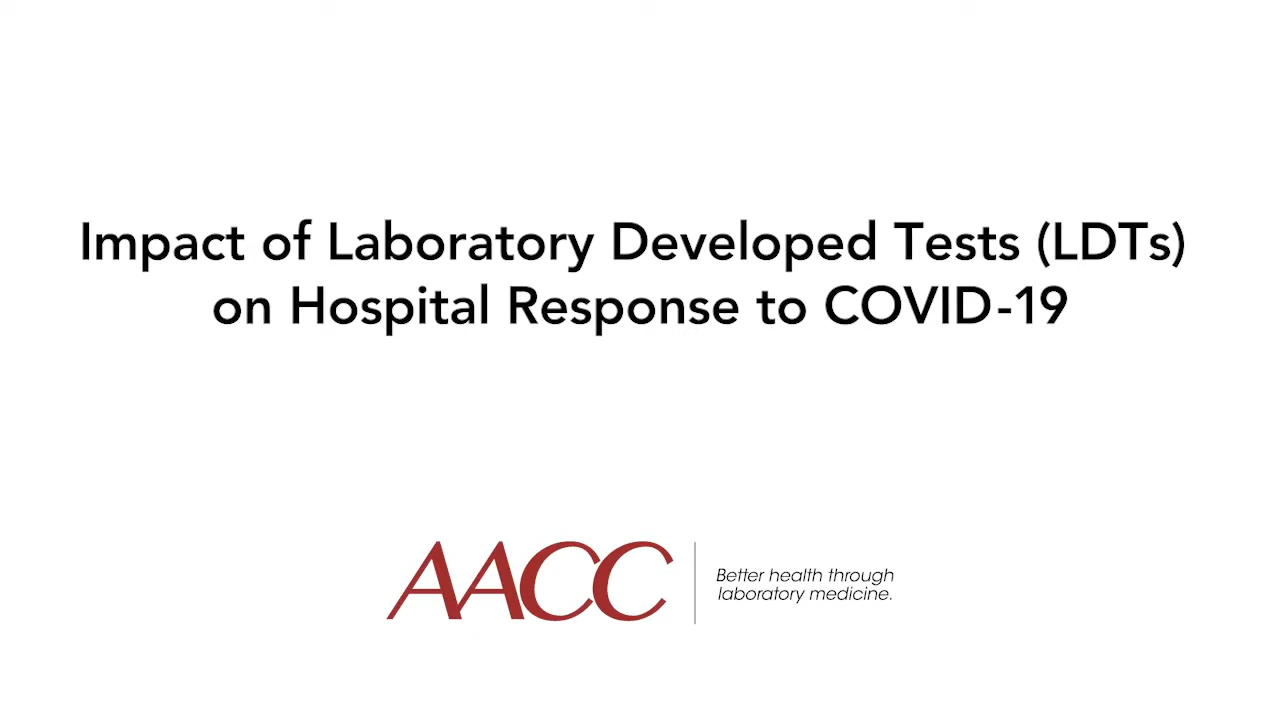 Impact of Laboratory Developed Tests (LDTs)
on Hospital Response to COVID-19
AACC
Better health through
laboratory medicine.